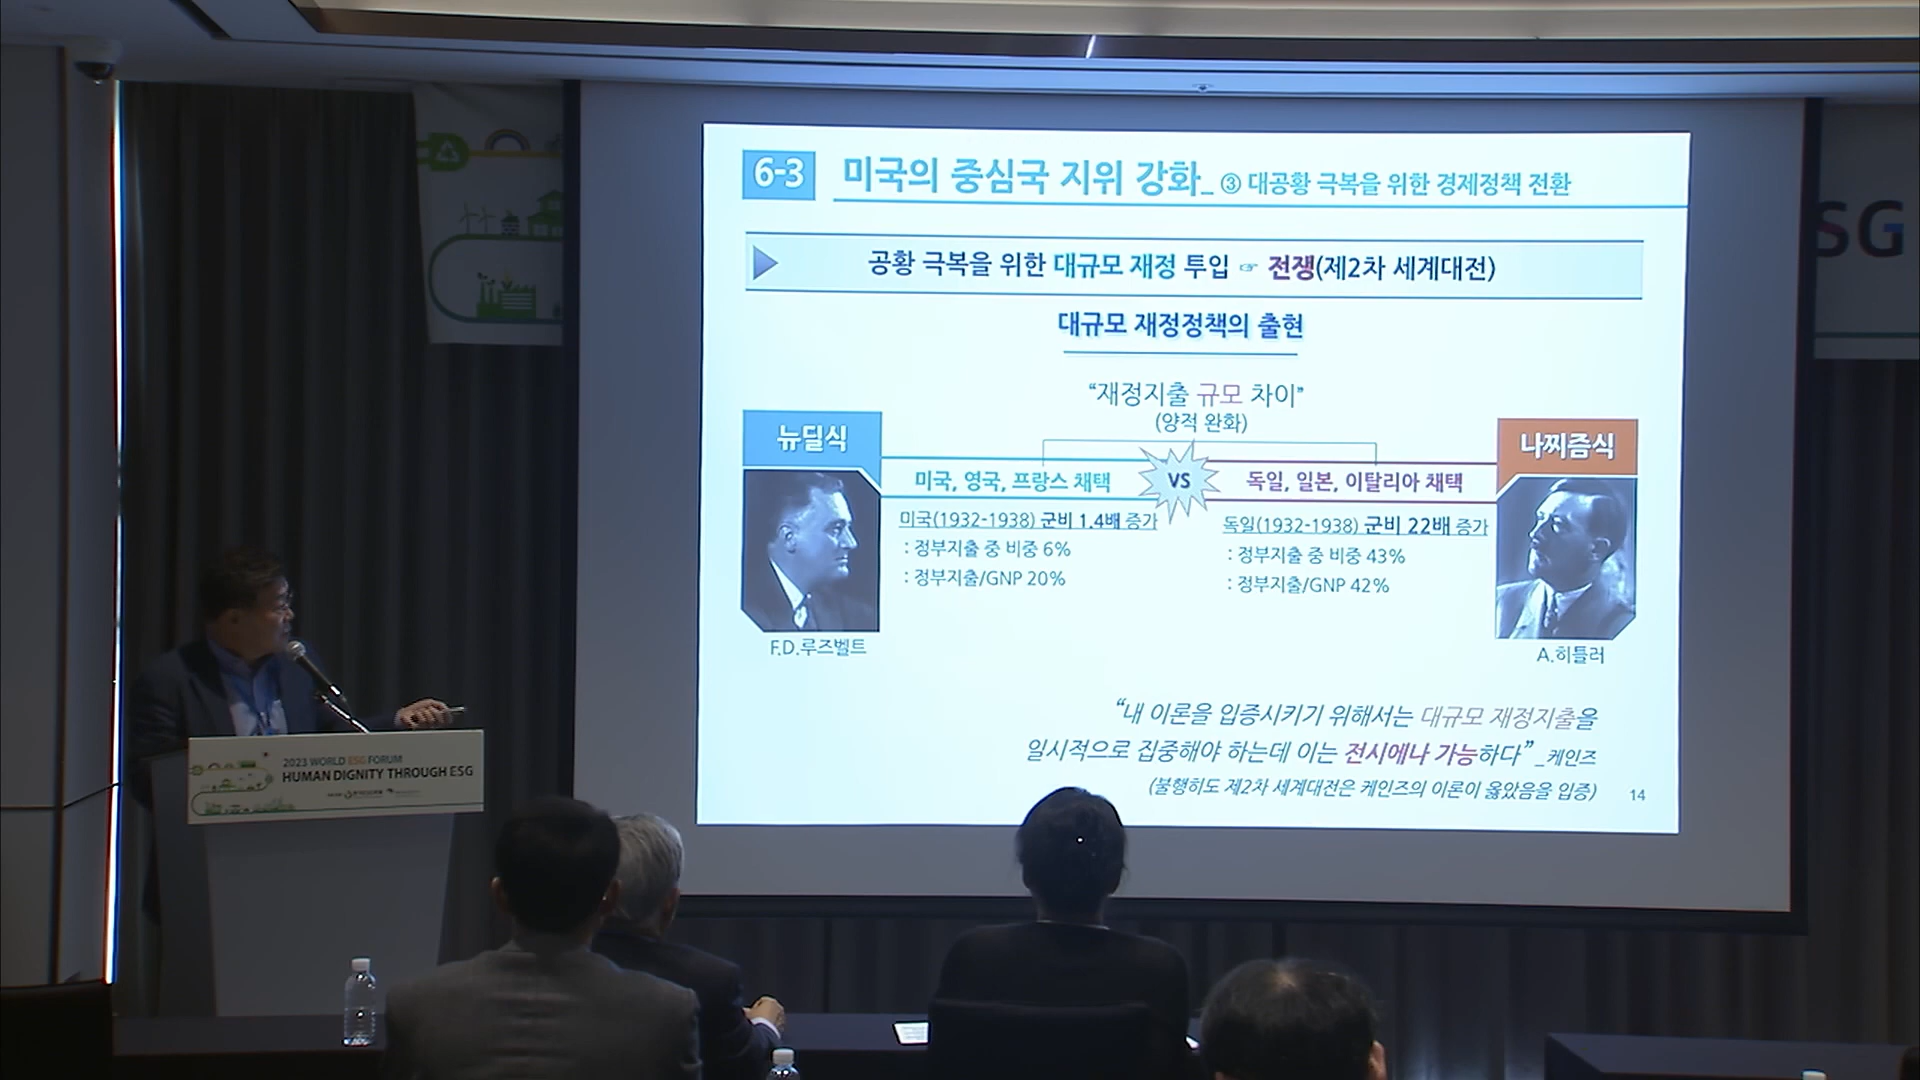 6-3 미국의 중심국 지위 강화_ ③ 대공황 극복을 위한 경제정책 전환
공황 극복을 위한 대규모 재정 투입 ☞ 전쟁(제2차 세계대전)
대규모 재정정책의 출현
“재정지출 규모 차이”
(양적 완화)
뉴딜식
미국, 영국, 프랑스 채택
VS
독일, 일본, 이탈리아 채택
나찌즘식
미국(1932-1938) 군비 1.4배 증가
: 정부지출 중 비중 6%
: 정부지출/GNP 20%
독일(1932-1938) 군비 22배 증가
: 정부지출 중 비중 43%
: 정부지출/GNP 42%
F.D.루즈벨트
A.히틀러
“내 이론을 입증시키기 위해서는 대규모 재정지출을
일시적으로 집중해야 하는데 이는 전시에나 가능하다”_케인즈
(불행히도 제2차 세계대전은 케인즈의 이론이 옳았음을 입증)
14
SG
2023 WORLD ESG FORUM
HUMAN DIGNITY THROUGH ESG